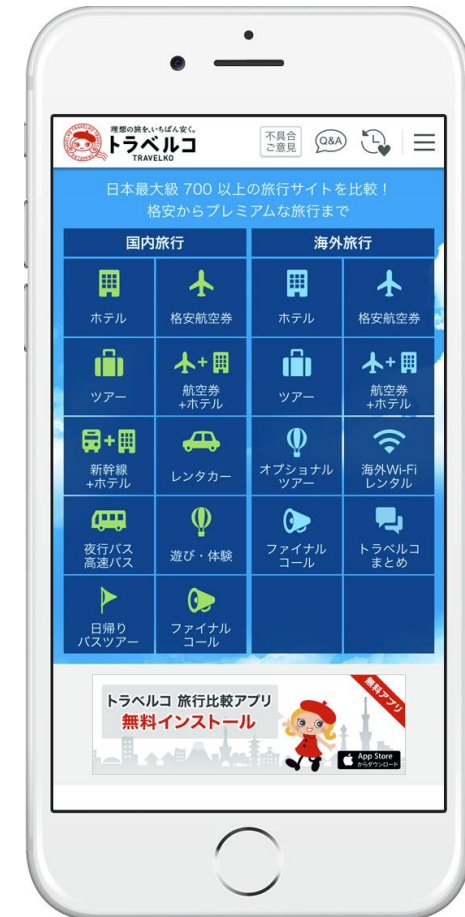 理想の旅を、いちばん安く。
トラベルコ
TRAVELKO
不具合
ご意見
Q&A
日本最大級 700 以上の旅行サイトを比較！
格安からプレミアムな旅行まで
国内旅行
海外旅行
ホテル
格安航空券
ホテル
格安航空券
ツアー
航空券
+ホテル
ツアー
航空券
+ホテル
新幹線
+ホテル
レンタカー
オプショナル
ツアー
海外Wi-Fi
レンタル
夜行バス
高速バス
遊び・体験
ファイナル
コール
トラベルコ
まとめ
日帰り
バスツアー
ファイナル
コール
トラベルコ 旅行比較アプリ
無料インストール
無料アプリ
App Store
からダウンロード